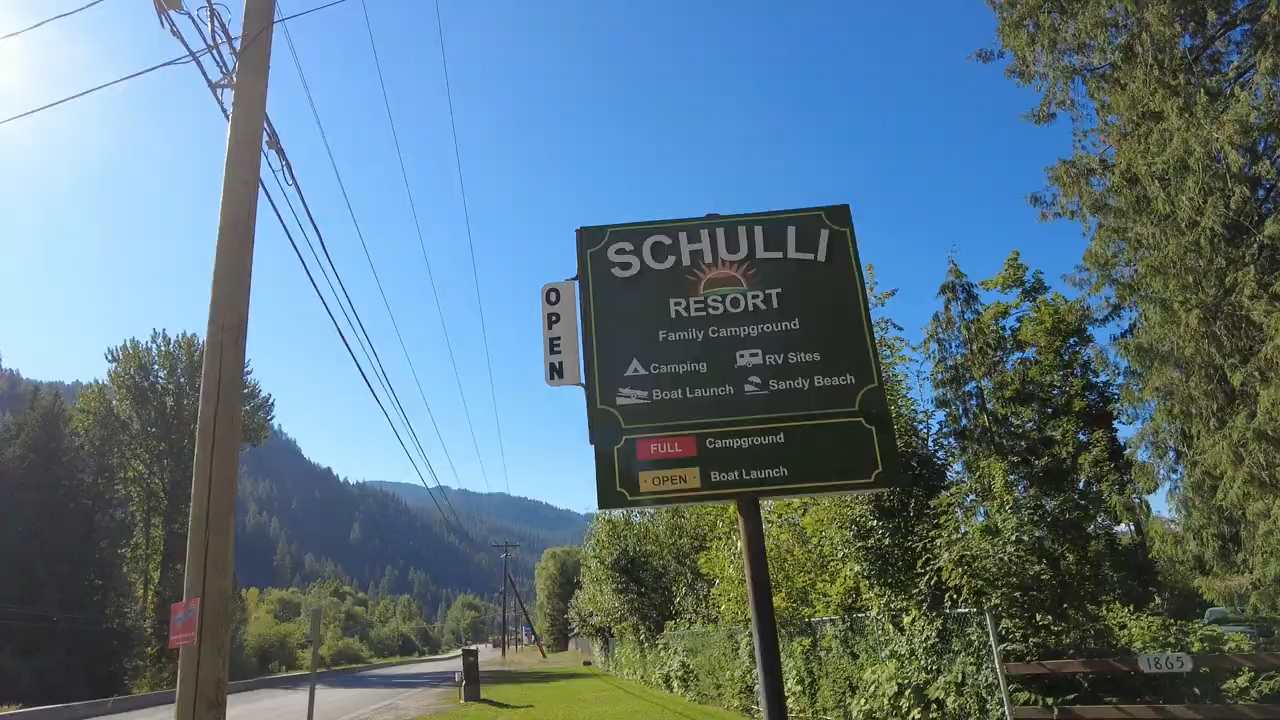 SCHULLI
RESORT
Family Campground
Camping
RV Sites
Boat Launch
Sandy Beach
FULL Campground
OPEN Boat Launch
OPEN
1865